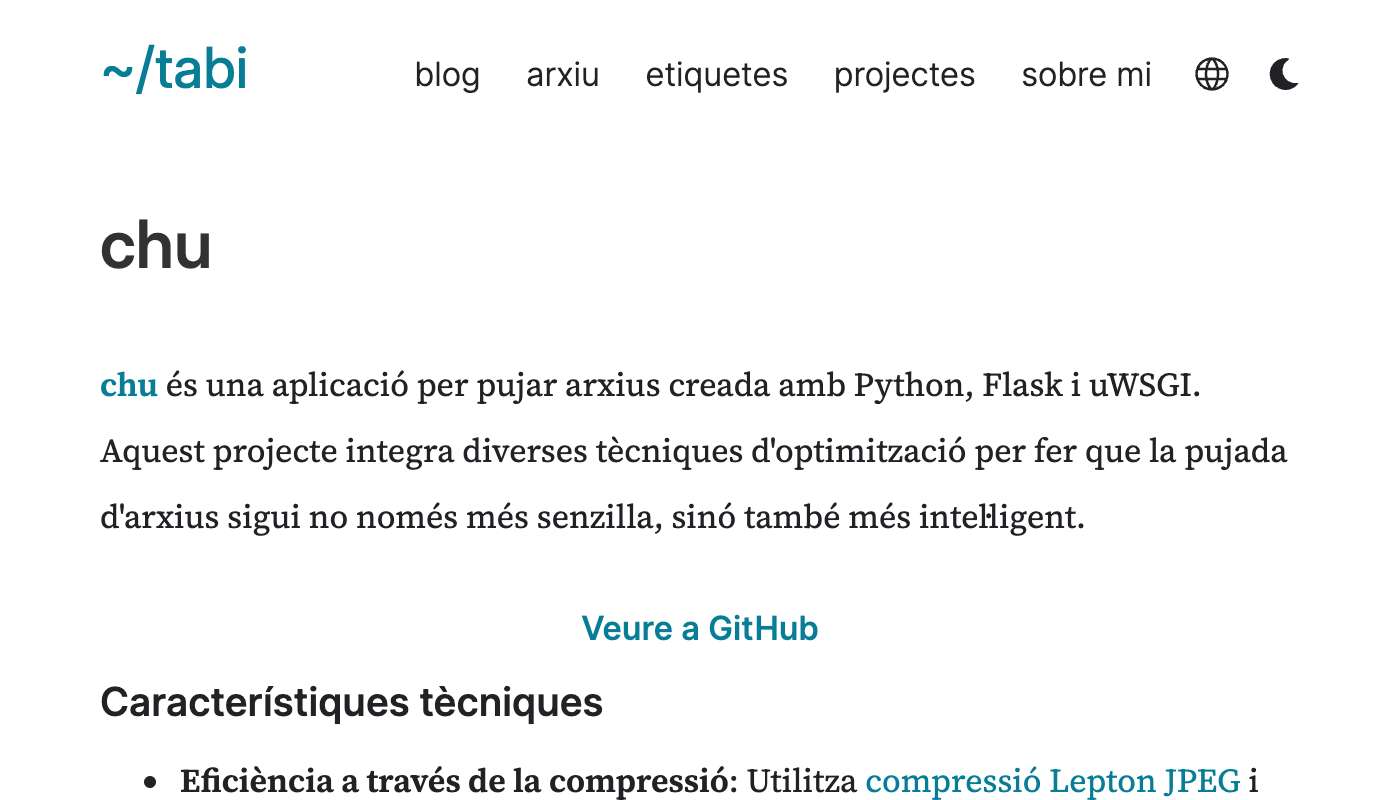 ~/tabi
blog arxiu etiquetes projectes sobre mi
chu
chu és una aplicació per pujar arxius creada amb Python, Flask i uWSGI.
Aquest projecte integra diverses tècniques d'optimització per fer que la pujada
d'arxius sigui no només més senzilla, sinó també més intel·ligent.
Veure a GitHub
Característiques tècniques
• Eficiència a través de la compressió: Utilitza compressió Lepton JPEG i